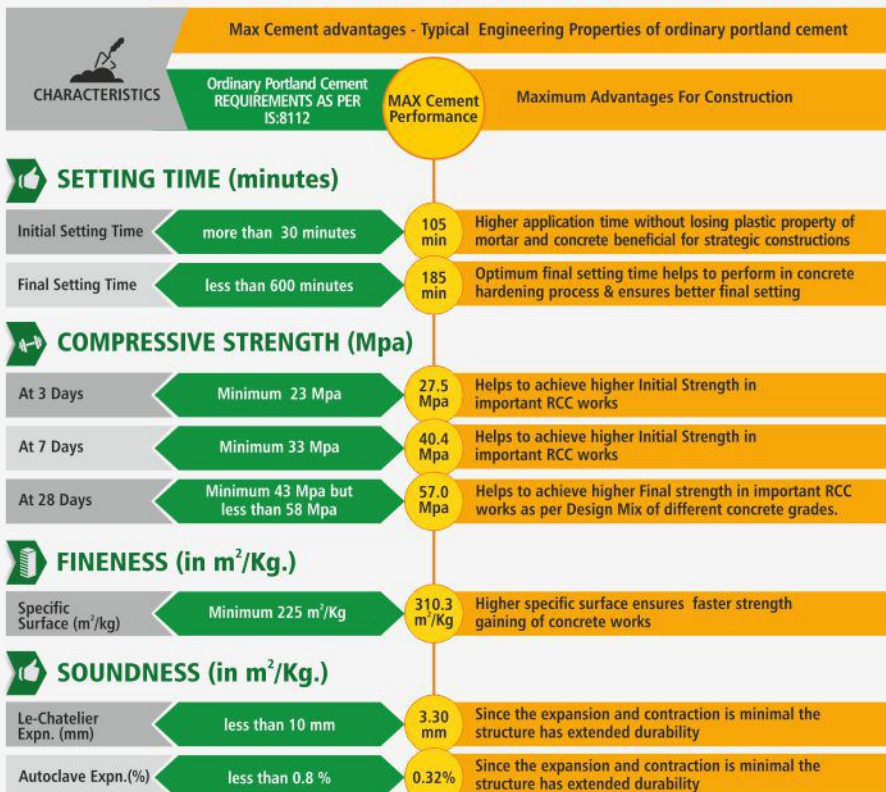 Max Cement advantages - Typical Engineering Properties of ordinary portland cement
CHARACTERISTICS
Ordinary Portland Cement
REQUIREMENTS AS PER
IS:8112
MAX Cement
Performance
Maximum Advantages For Construction
SETTING TIME (minutes)
Initial Setting Time
more than 30 minutes
105
min
Higher application time without losing plastic property of
mortar and concrete beneficial for strategic constructions
Final Setting Time
less than 600 minutes
185
min
Optimum final setting time helps to perform in concrete
hardening process & ensures better final setting
COMPRESSIVE STRENGTH (Mpa)
At 3 Days
Minimum 23 Mpa
27.5
Mpa
Helps to achieve higher Initial Strength in
important RCC works
At 7 Days
Minimum 33 Mpa
40.4
Mpa
Helps to achieve higher Initial Strength in
important RCC works
At 28 Days
Minimum 43 Mpa but
less than 58 Mpa
57.0
Mpa
Helps to achieve higher Final strength in important RCC
works as per Design Mix of different concrete grades.
FINENESS (in m²/Kg.)
Specific
Surface (m²/kg)
Minimum 225 m²/Kg
310.3
m²/Kg
Higher specific surface ensures faster strength
gaining of concrete works
SOUNDNESS (in m²/Kg.)
Le-Chatelier
Expn. (mm)
less than 10 mm
3.30
mm
Since the expansion and contraction is minimal the
structure has extended durability
Autoclave Expn.(%)
less than 0.8 %
0.32%
Since the expansion and contraction is minimal the
structure has extended durability